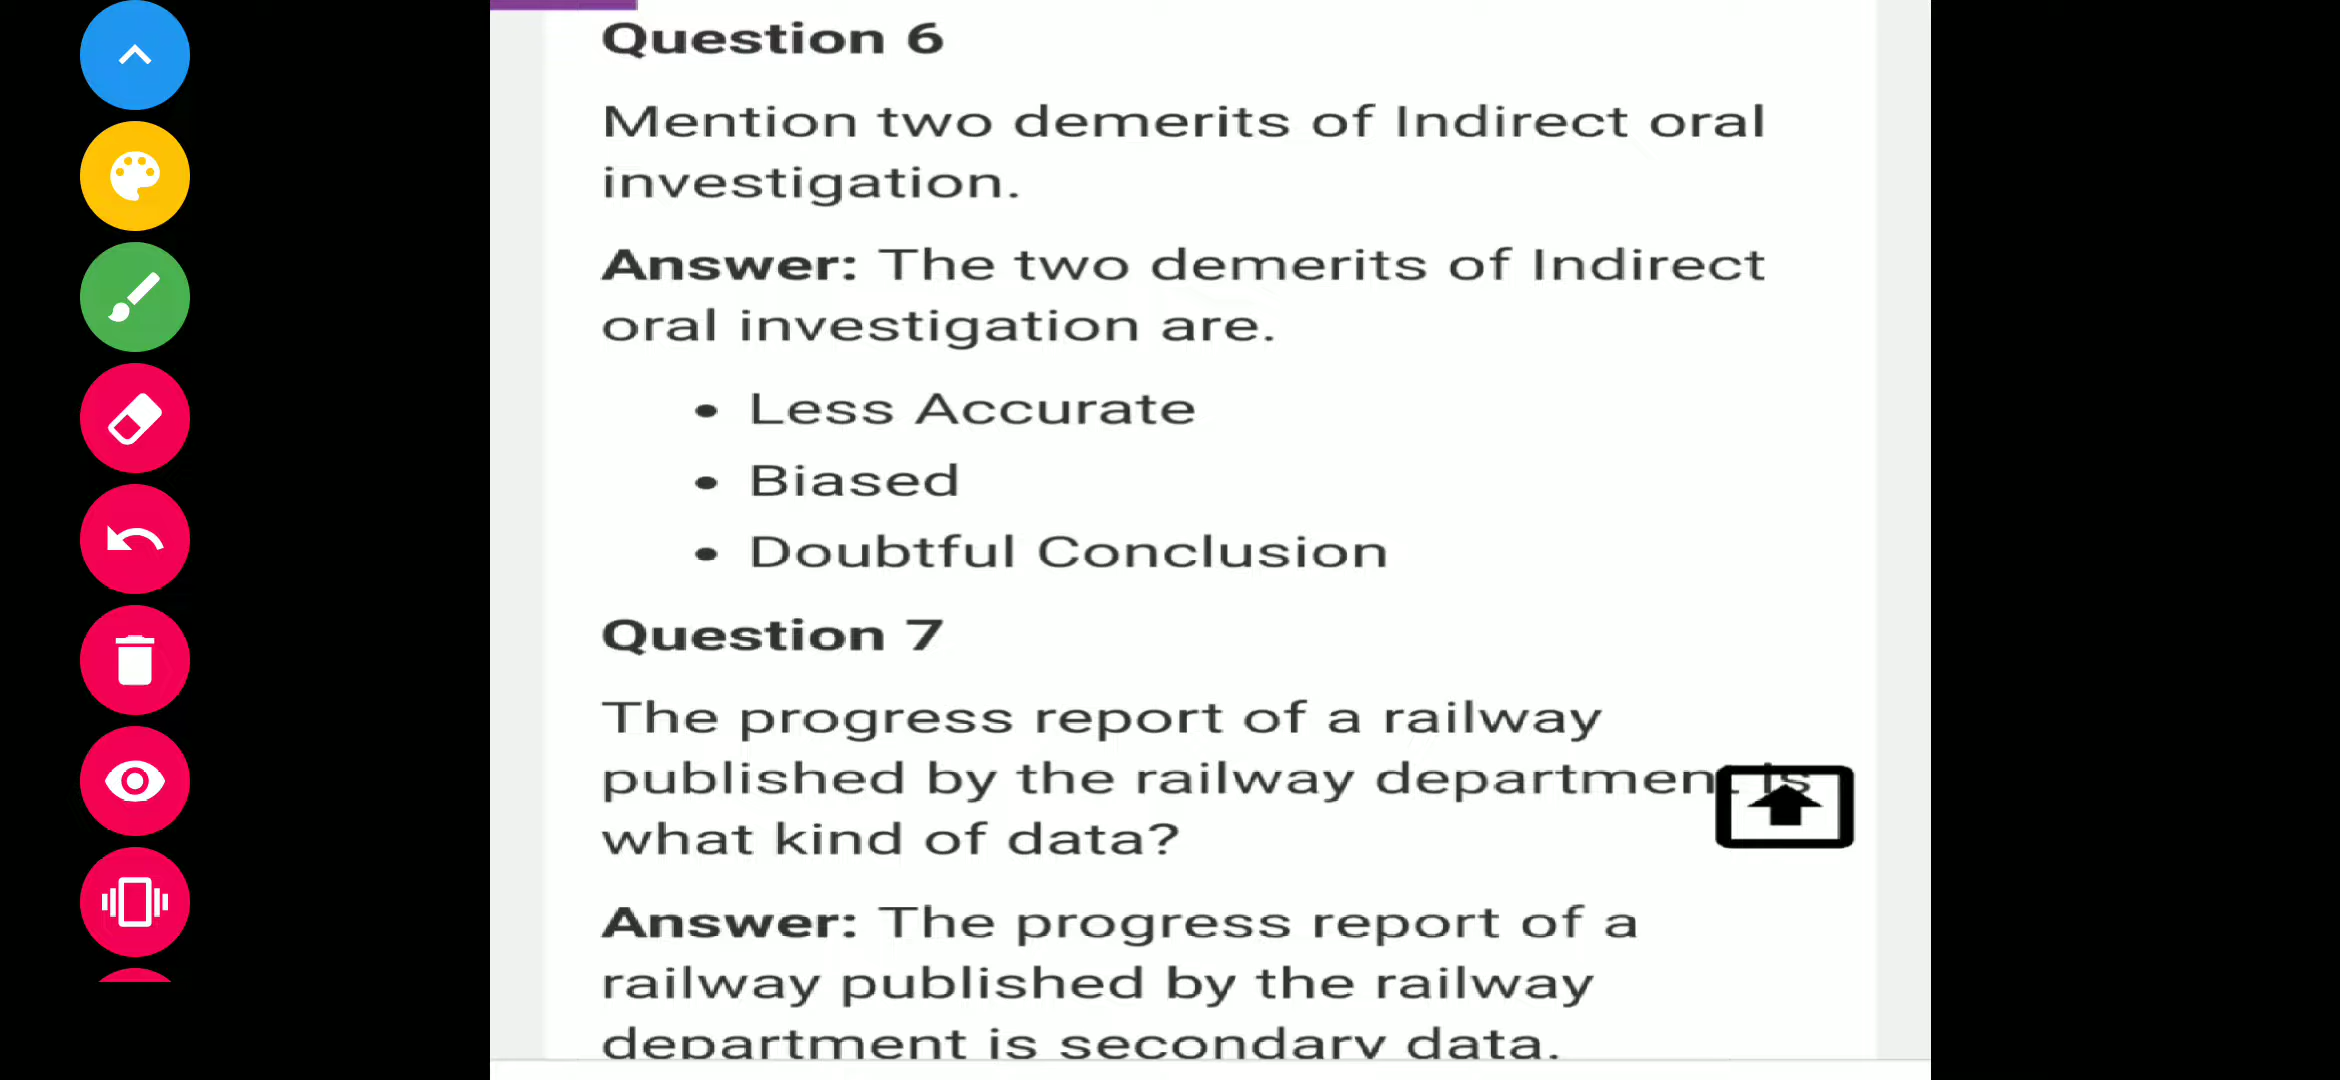 Question 6
Mention two demerits of Indirect oral
investigation.
Answer: The two demerits of Indirect
oral investigation are.
• Less Accurate
• Biased
• Doubtful Conclusion
Question 7
The progress report of a railway
published by the railway department is
what kind of data?
Answer: The progress report of a
railway published by the railway
department is secondary data.